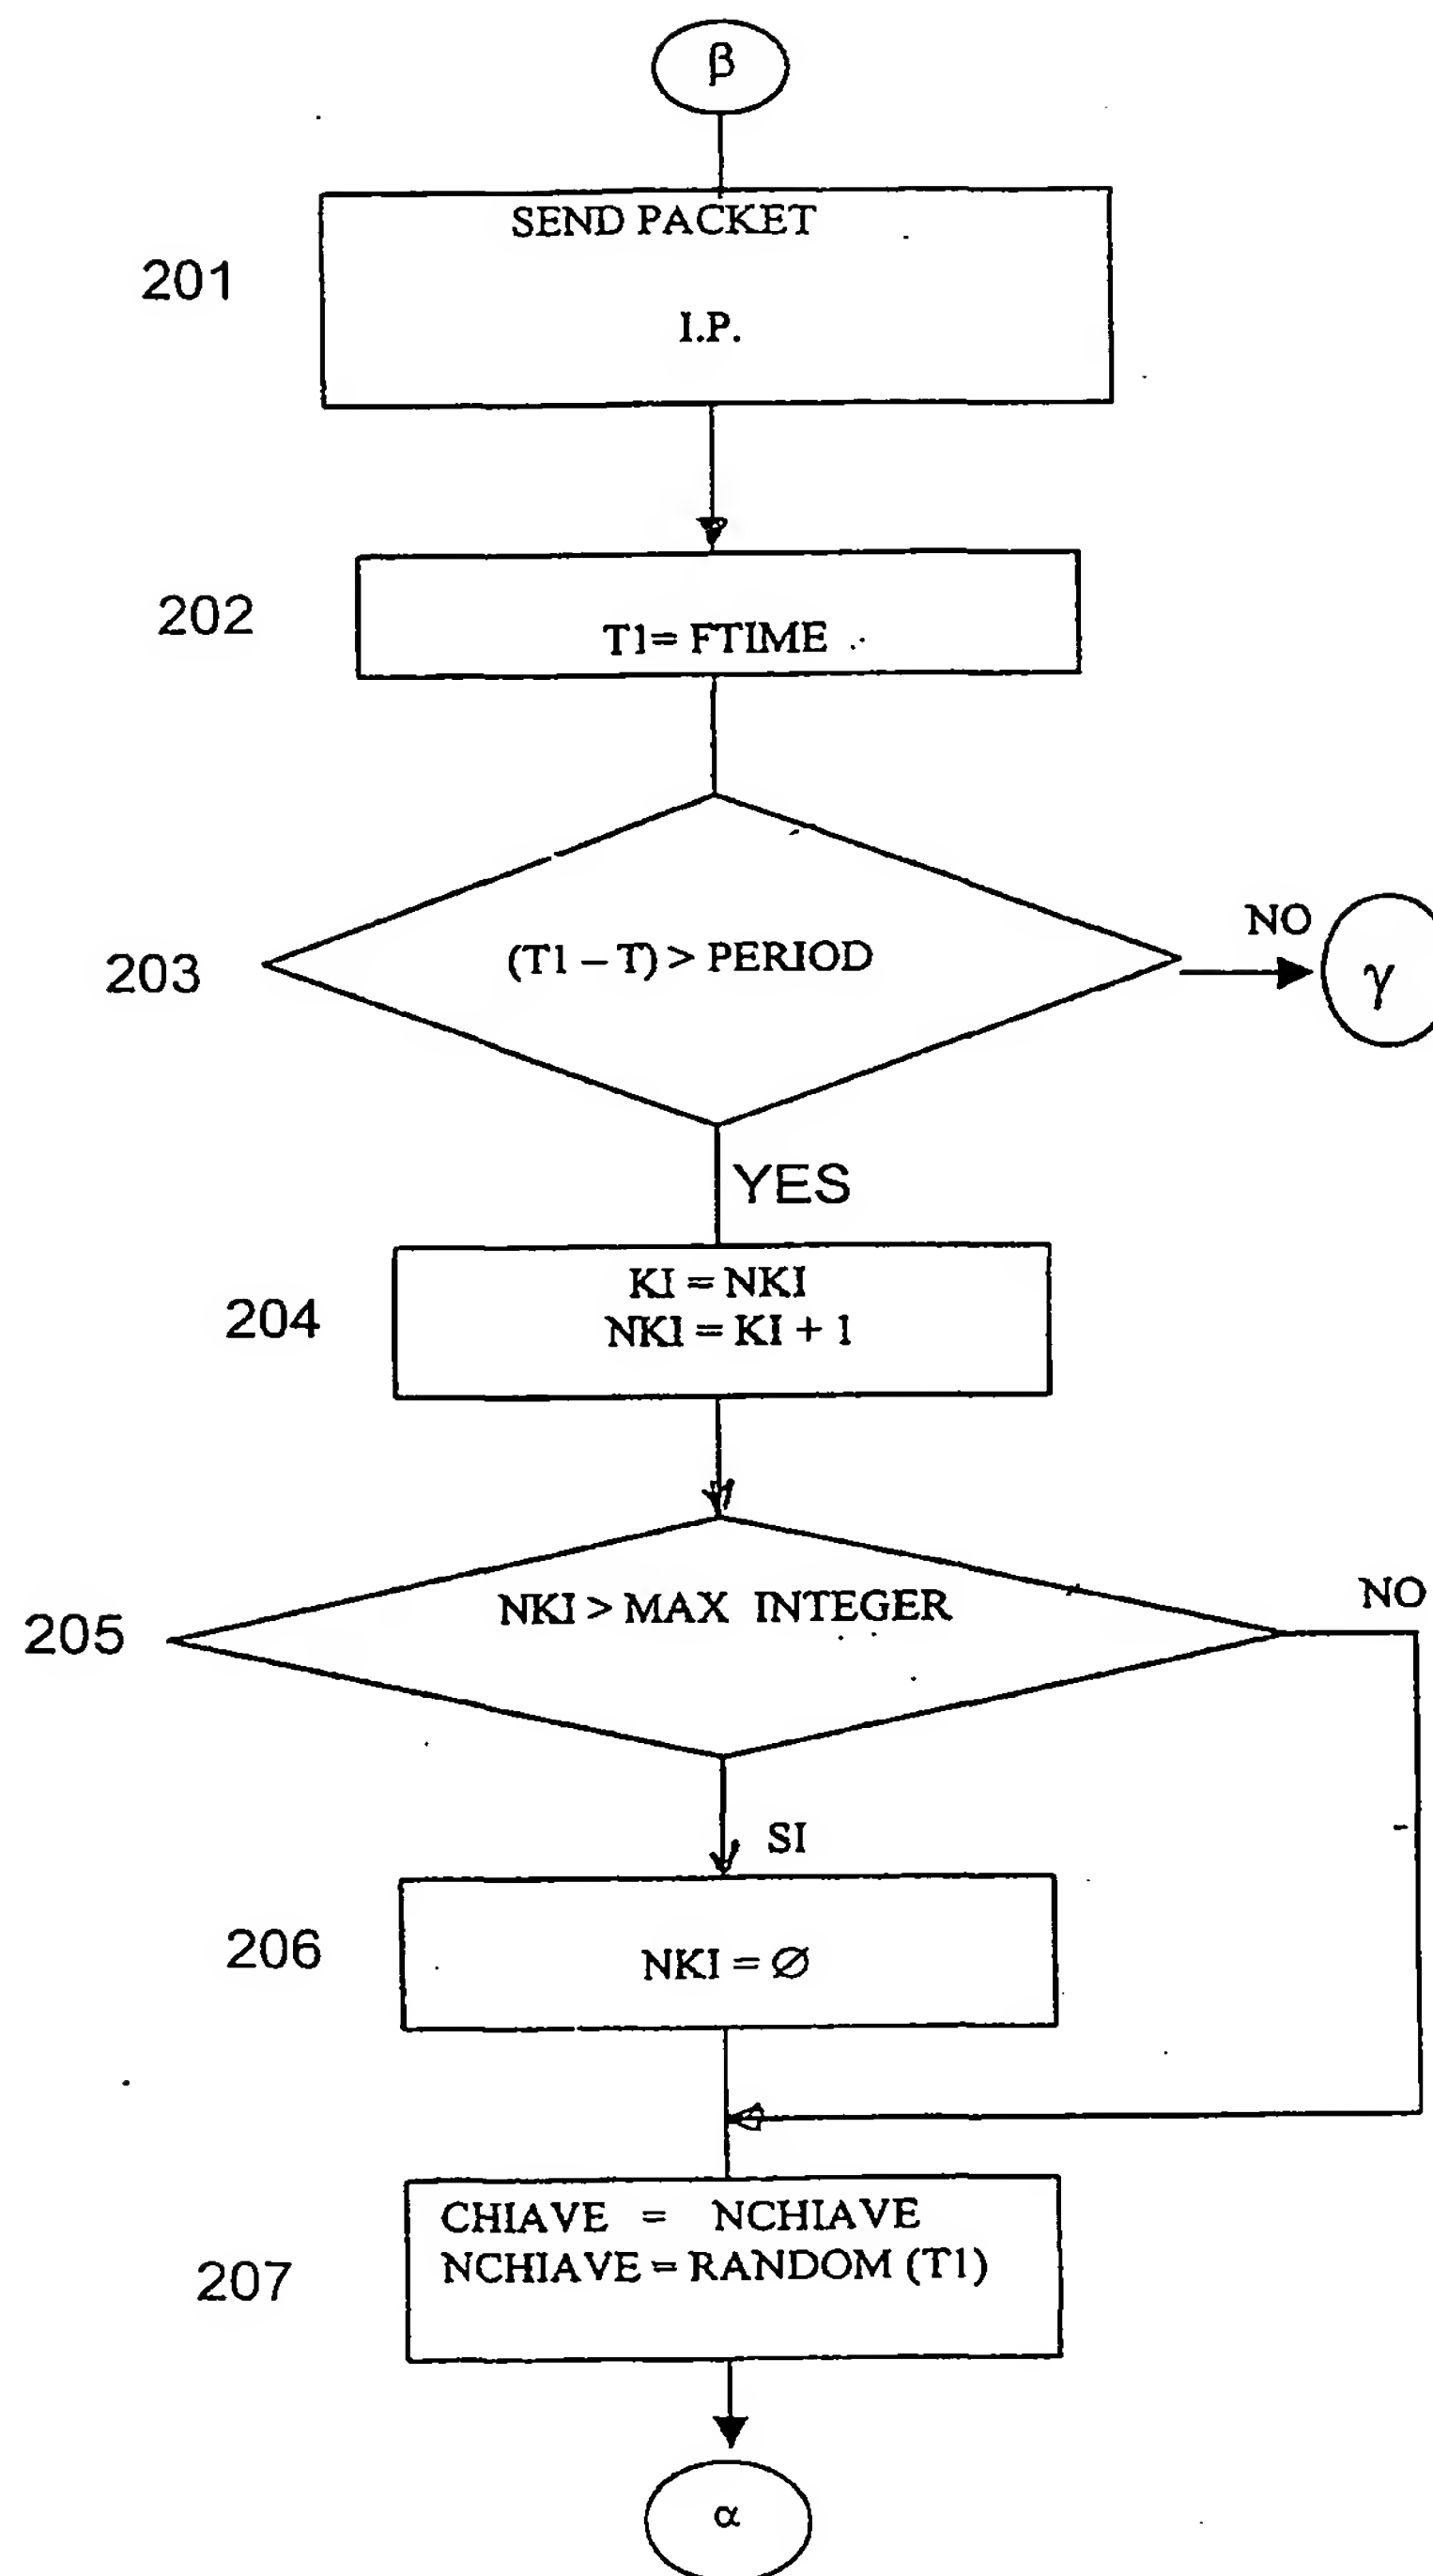 β
SEND PACKET
201
I.P.
202
T1= FTIME
203
(T1 – T) > PERIOD
NO
γ
YES
204
KI = NKI
NKI = KI + 1
205
NKI > MAX INTEGER
NO
SI
206
NKI = Ø
207
CHIAVE = NCHIAVE
NCHIAVE = RANDOM (T1)
α